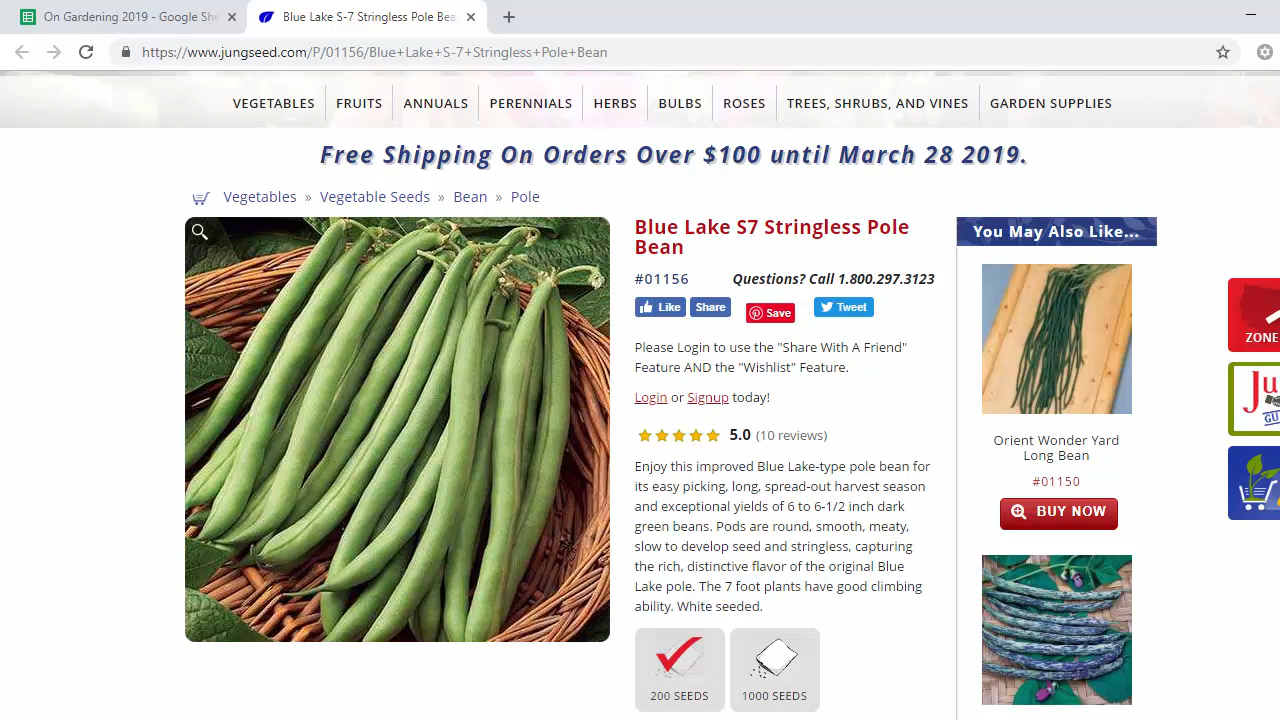 On Gardening 2019 - Google She
Blue Lake S-7 Stringless Pole Bea
https://www.jungseed.com/P/01156/Blue+Lake+S-7+Stringless+Pole+Bean
VEGETABLES FRUITS ANNUALS PERENNIALS HERBS BULBS ROSES TREES, SHRUBS, AND VINES GARDEN SUPPLIES
Free Shipping On Orders Over $100 until March 28 2019.
Vegetables » Vegetable Seeds » Bean » Pole
Blue Lake S7 Stringless Pole
Bean
#01156 Questions? Call 1.800.297.3123
Like Share Save Tweet
Please Login to use the "Share With A Friend"
Feature AND the "Wishlist" Feature.
Login or Signup today!
5.0 (10 reviews)
Enjoy this improved Blue Lake-type pole bean for
its easy picking, long, spread-out harvest season
and exceptional yields of 6 to 6-1/2 inch dark
green beans. Pods are round, smooth, meaty,
slow to develop seed and stringless, capturing
the rich, distinctive flavor of the original Blue
Lake pole. The 7 foot plants have good climbing
ability. White seeded.
200 SEEDS 1000 SEEDS
You May Also Like...
Orient Wonder Yard
Long Bean
#01150
BUY NOW
ZONE
Ju
GU